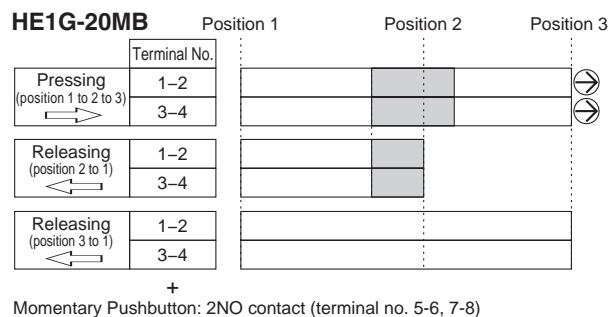 HE1G-20MB
Position 1 Position 2 Position 3
Terminal No.
Pressing
(position 1 to 2 to 3)
1–2
3–4
Releasing
(position 2 to 1)
1–2
3–4
Releasing
(position 3 to 1)
1–2
3–4
+
Momentary Pushbutton: 2NO contact (terminal no. 5-6, 7-8)